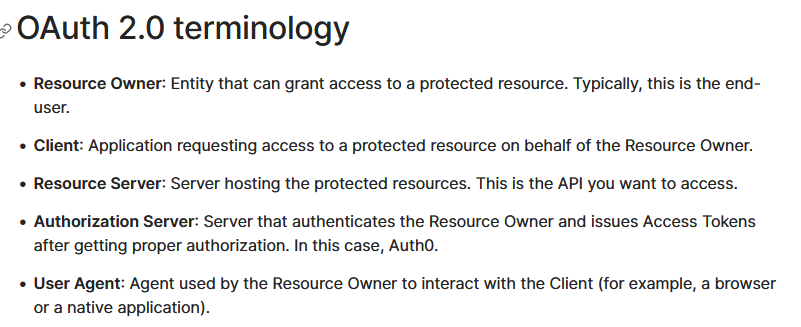 OAuth 2.0 terminology
• Resource Owner: Entity that can grant access to a protected resource. Typically, this is the end-
user.
• Client: Application requesting access to a protected resource on behalf of the Resource Owner.
• Resource Server: Server hosting the protected resources. This is the API you want to access.
• Authorization Server: Server that authenticates the Resource Owner and issues Access Tokens
after getting proper authorization. In this case, Auth0.
• User Agent: Agent used by the Resource Owner to interact with the Client (for example, a browser
or a native application).